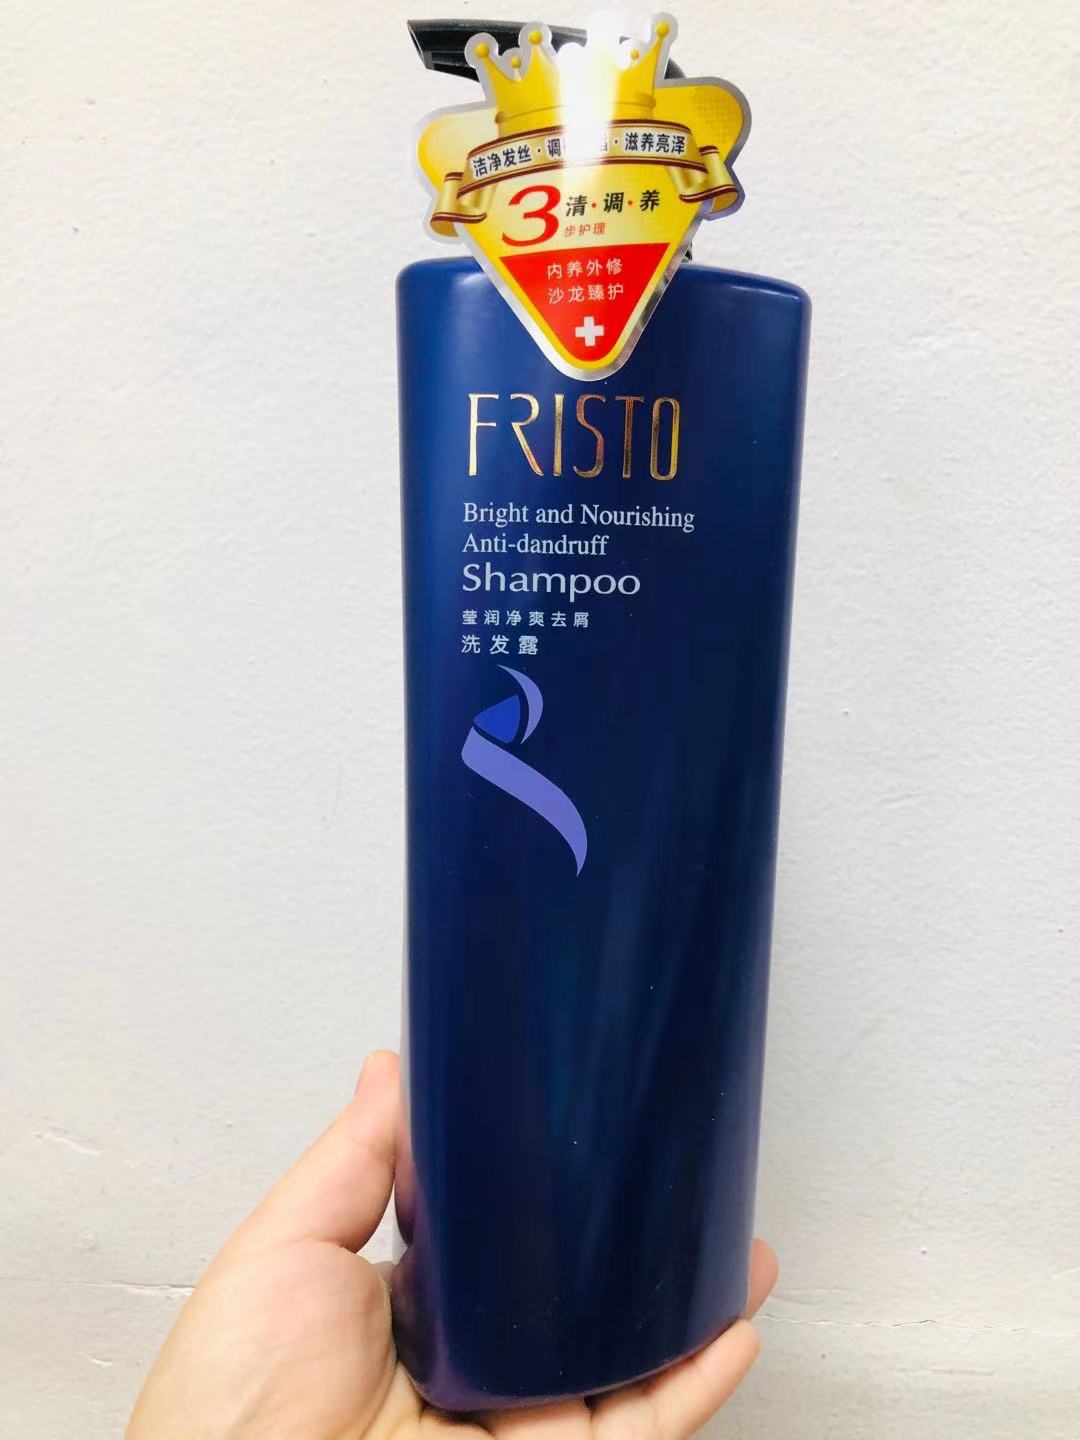 洁净发丝·调 ·滋养亮泽
3
清·调·养
步护理
内养外修
沙龙臻护
FRISTO
Bright and Nourishing
Anti-dandruff
Shampoo
莹润净爽去屑
洗发露